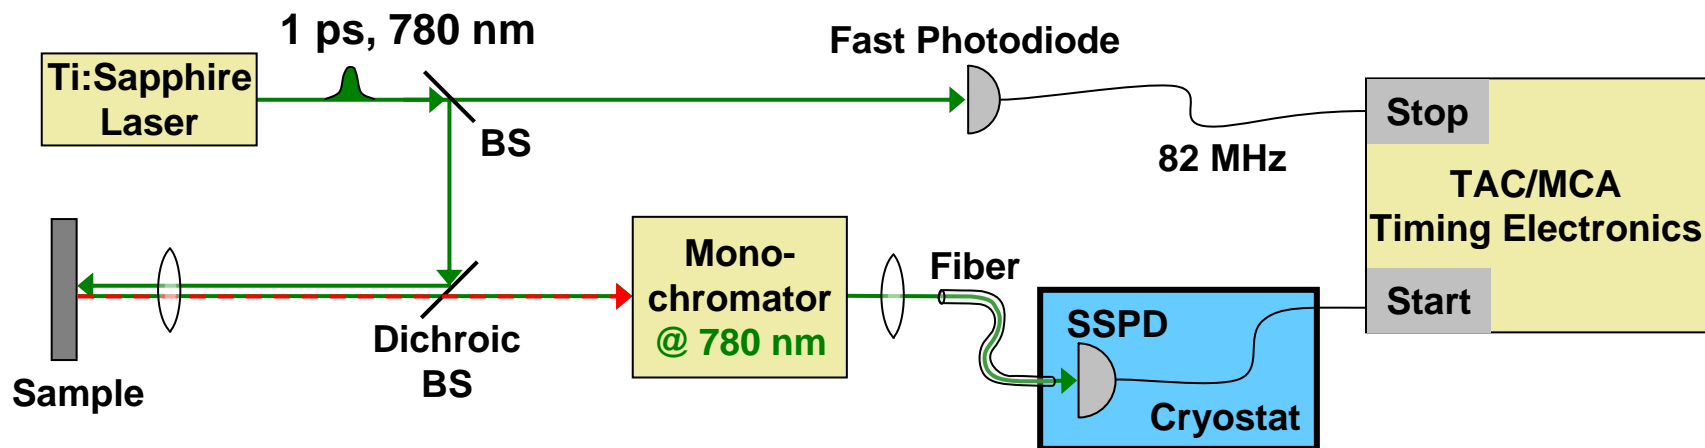 1 ps, 780 nm
Ti:Sapphire
Laser
BS
Fast Photodiode
82 MHz
Stop
TAC/MCA
Timing Electronics
Start
Sample
Dichroic
BS
Mono-
chromator
@ 780 nm
Fiber
SSPD
Cryostat